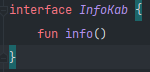 interface InfoKab {
    fun info()
}